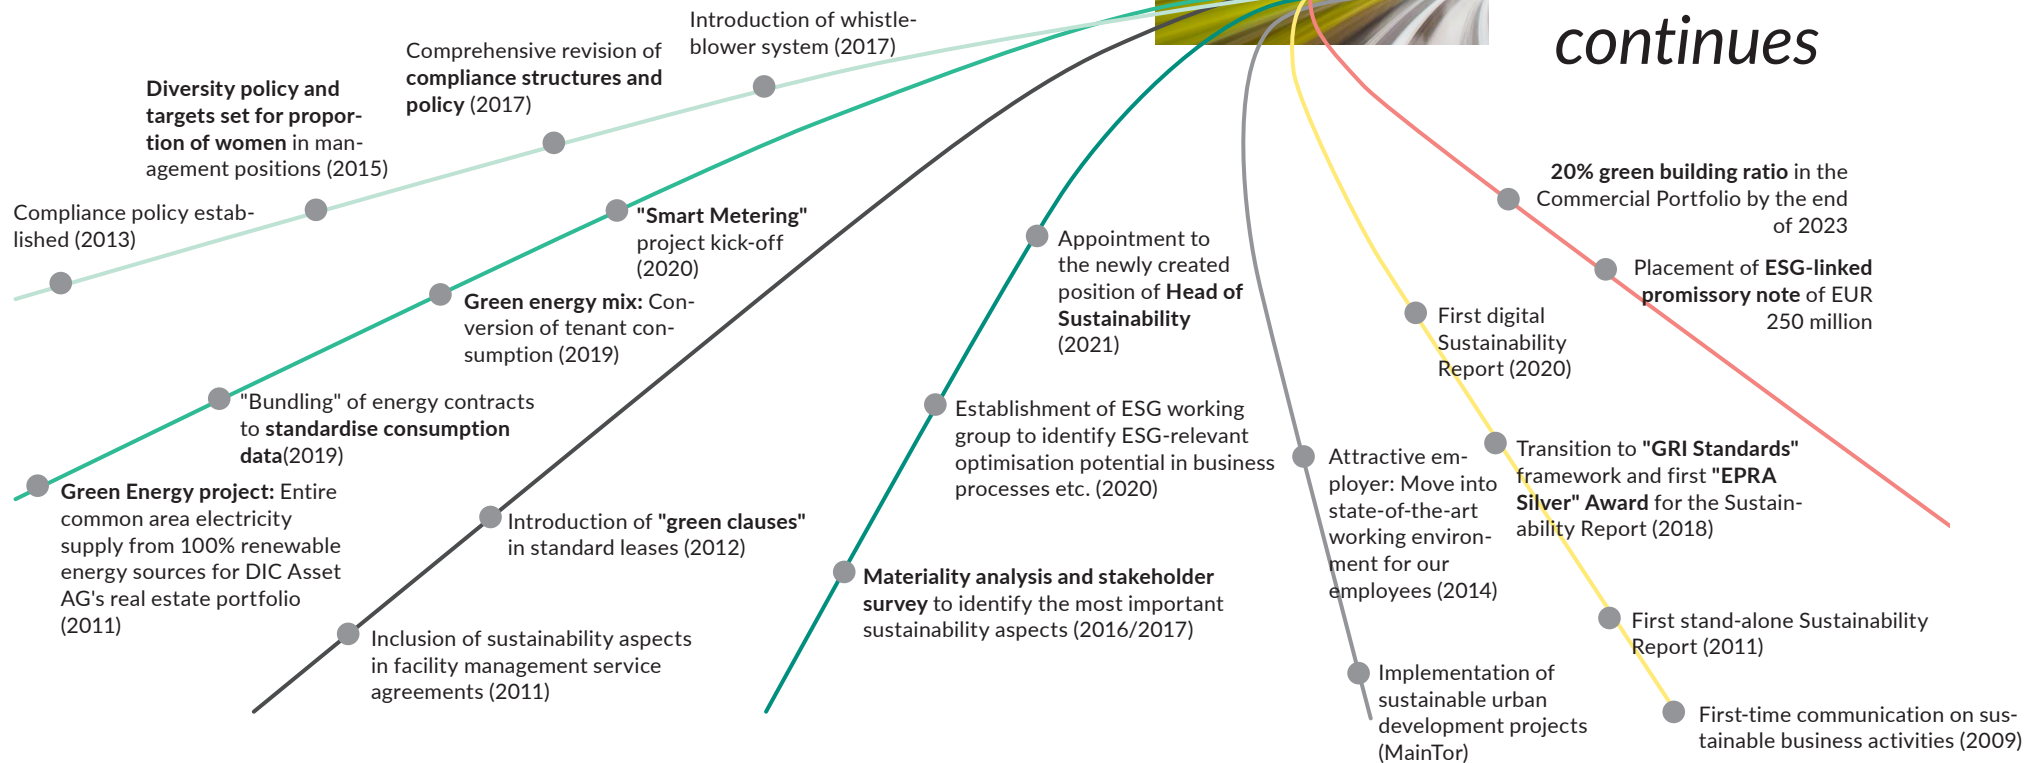 continues
Introduction of whistle-
blower system (2017)
Comprehensive revision of
compliance structures and
policy (2017)
Diversity policy and
targets set for propor-
tion of women in man-
agement positions (2015)
Compliance policy estab-
lished (2013)
"Smart Metering"
project kick-off
(2020)
Green energy mix: Con-
version of tenant con-
sumption (2019)
"Bundling" of energy contracts
to standardise consumption
data(2019)
Green Energy project: Entire
common area electricity
supply from 100% renewable
energy sources for DIC Asset
AG's real estate portfolio
(2011)
Introduction of "green clauses"
in standard leases (2012)
Inclusion of sustainability aspects
in facility management service
agreements (2011)
Appointment to
the newly created
position of Head of
Sustainability
(2021)
Establishment of ESG working
group to identify ESG-relevant
optimisation potential in business
processes etc. (2020)
Materiality analysis and stakeholder
survey to identify the most important
sustainability aspects (2016/2017)
Attractive em-
ployer: Move into
state-of-the-art
working environ-
ment for our
employees (2014)
Implementation of
sustainable urban
development projects
(MainTor)
First digital
Sustainability
Report (2020)
Transition to "GRI Standards"
framework and first "EPRA
Silver" Award for the Sustain-
ability Report (2018)
First stand-alone Sustainability
Report (2011)
First-time communication on sus-
tainable business activities (2009)
20% green building ratio in the
Commercial Portfolio by the end
of 2023
Placement of ESG-linked
promissory note of EUR
250 million